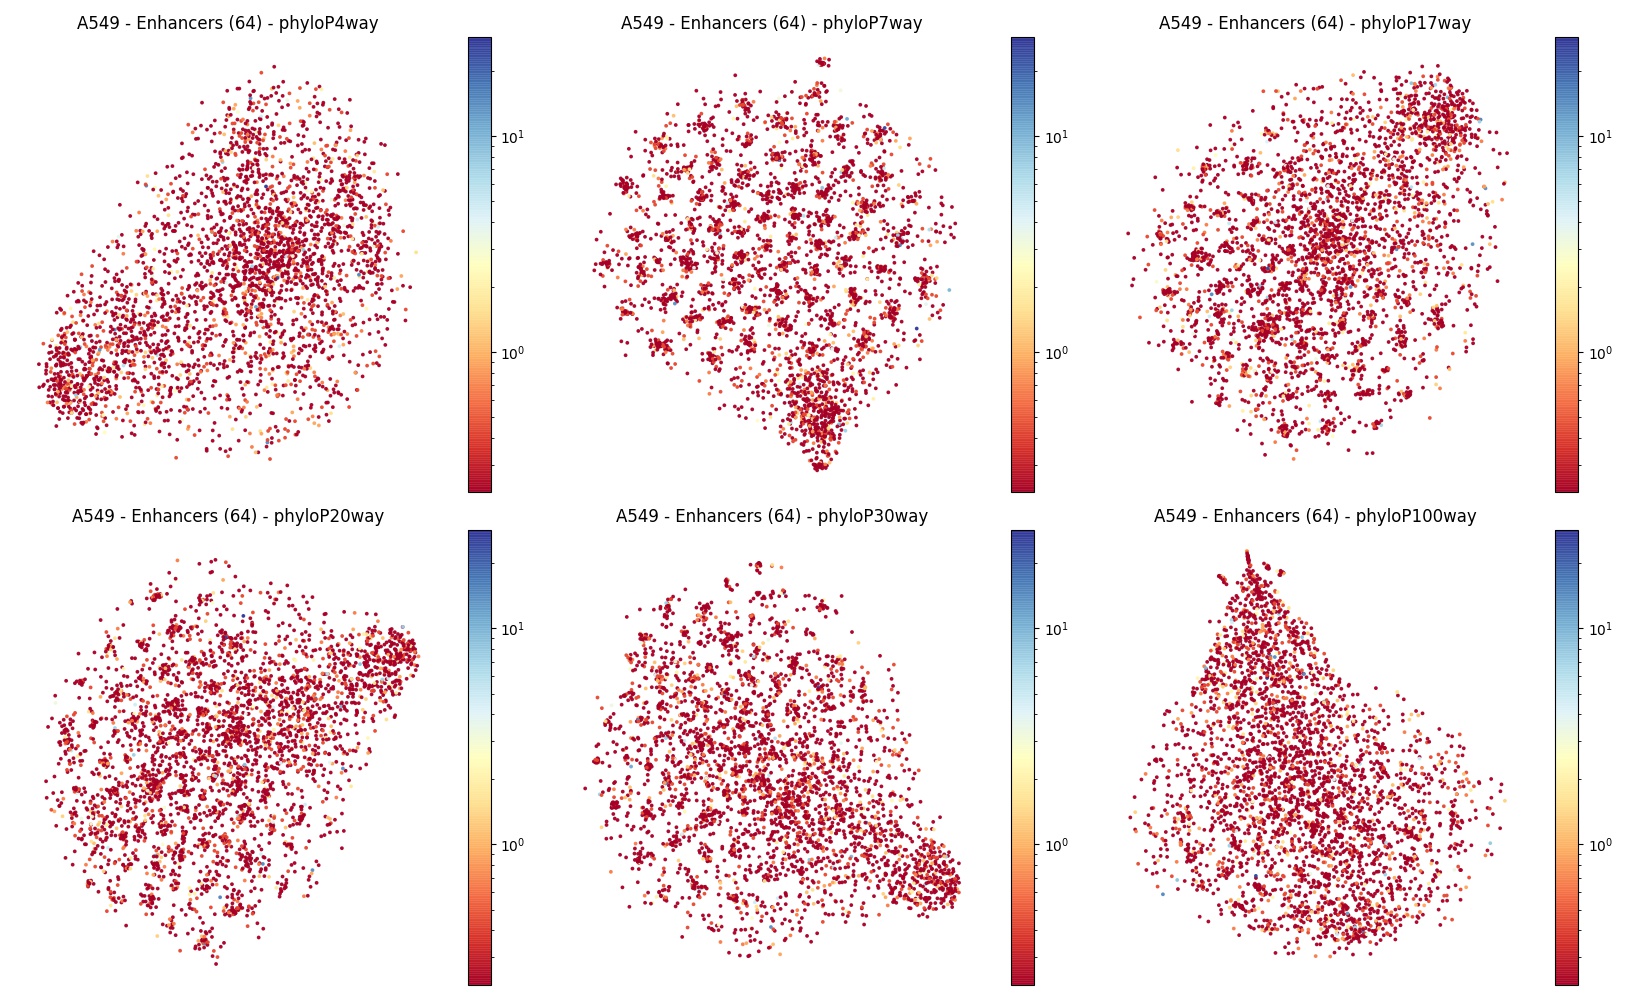 A549 - Enhancers (64) - phyloP4way
A549 - Enhancers (64) - phyloP7way
A549 - Enhancers (64) - phyloP17way
10¹
10⁰
10¹
10⁰
10¹
10⁰
A549 - Enhancers (64) - phyloP20way
A549 - Enhancers (64) - phyloP30way
A549 - Enhancers (64) - phyloP100way
10¹
10⁰
10¹
10⁰
10¹
10⁰